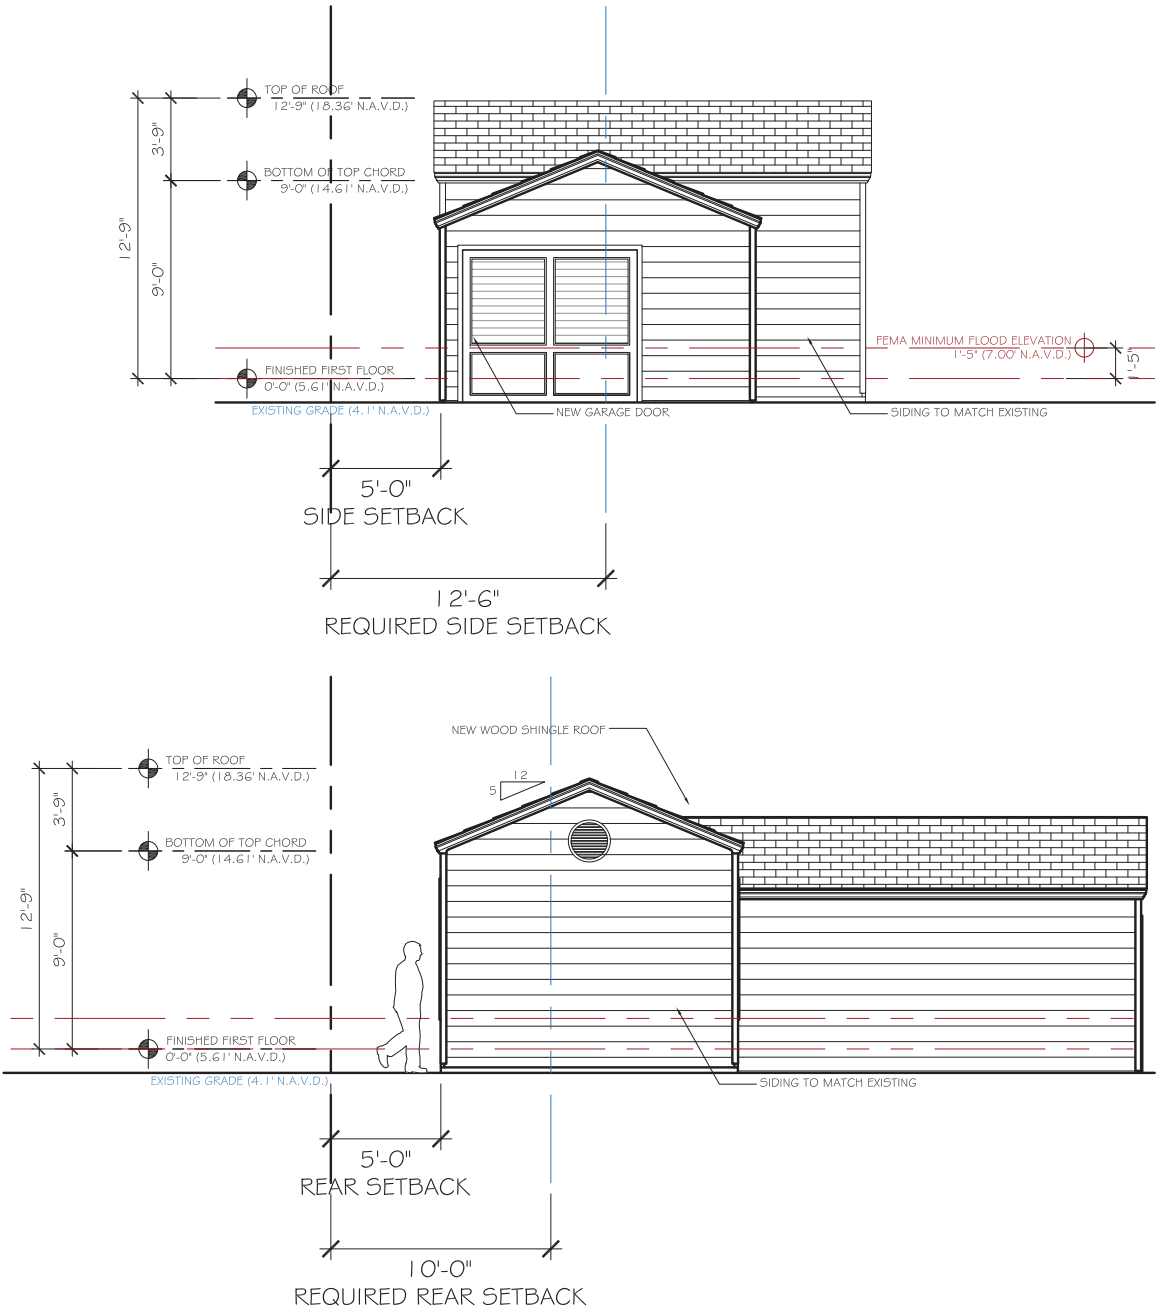 TOP OF ROOF
12'-9" (18.36' N.A.V.D.)
3'-9"
BOTTOM OF TOP CHORD
9'-0" (14.61' N.A.V.D.)
12'-9"
9'-0"
FEMA MINIMUM FLOOD ELEVATION
1'-5" (7.00' N.A.V.D.)
1'-5"
FINISHED FIRST FLOOR
0'-0" (5.61' N.A.V.D.)
EXISTING GRADE (4.1' N.A.V.D.)
NEW GARAGE DOOR
SIDING TO MATCH EXISTING
5'-0"
SIDE SETBACK
12'-6"
REQUIRED SIDE SETBACK
NEW WOOD SHINGLE ROOF
TOP OF ROOF
12'-9" (18.36' N.A.V.D.)
12
5
3'-9"
BOTTOM OF TOP CHORD
9'-0" (14.61' N.A.V.D.)
12'-9"
9'-0"
FINISHED FIRST FLOOR
0'-0" (5.61' N.A.V.D.)
EXISTING GRADE (4.1' N.A.V.D.)
SIDING TO MATCH EXISTING
5'-0"
REAR SETBACK
10'-0"
REQUIRED REAR SETBACK